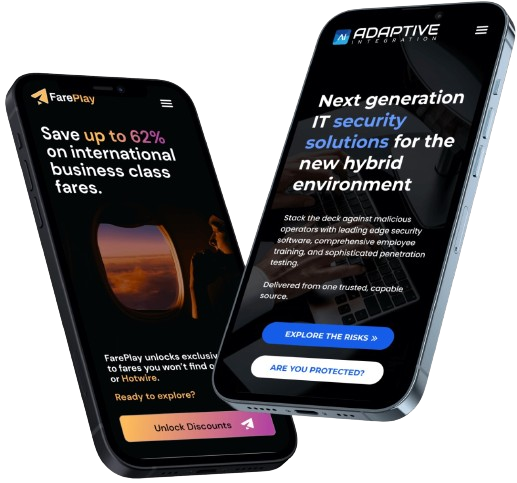 FarePlay
Save up to 62%
on international
business class
fares.
FarePlay unlocks
to fares you won't find
or Hotwire.
Ready to explore?
Unlock Discounts
AI ADAPTIVE
INTEGRATION
Next generation
IT security
solutions for the
new hybrid
environment
Stack the deck against malicious
operators with leading edge security
software, comprehensive employee
training, and sophisticated penetration
testing.
Delivered from one trusted, capable
source.
EXPLORE THE RISKS »
ARE YOU PROTECTED?